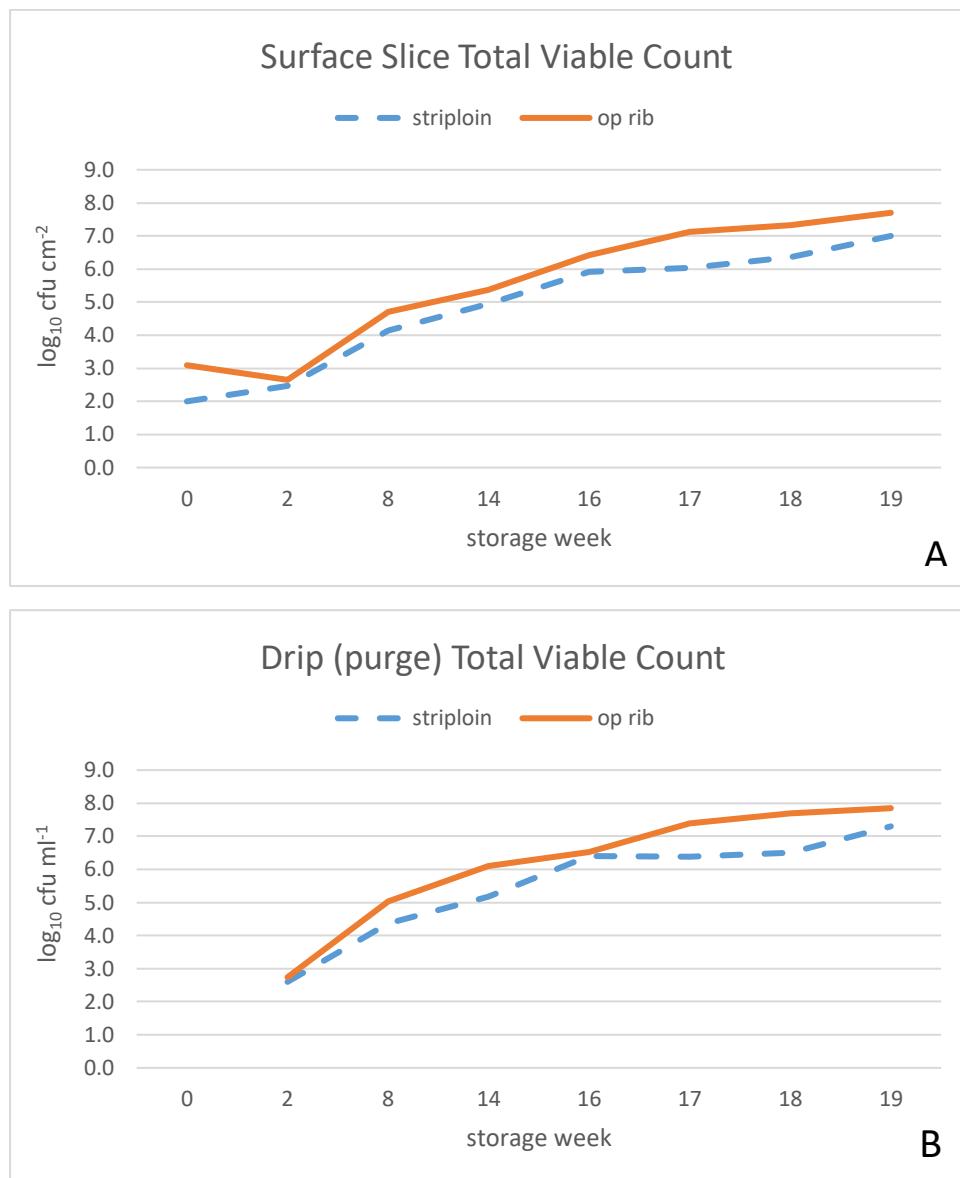 Surface Slice Total Viable Count
striploin op rib
9.0
8.0
7.0
6.0
5.0
4.0
3.0
2.0
1.0
0.0
log₁₀ cfu cm⁻²
0 2 8 14 16 17 18 19
storage week
A
Drip (purge) Total Viable Count
striploin op rib
9.0
8.0
7.0
6.0
5.0
4.0
3.0
2.0
1.0
0.0
log₁₀ cfu ml⁻¹
0 2 8 14 16 17 18 19
storage week
B